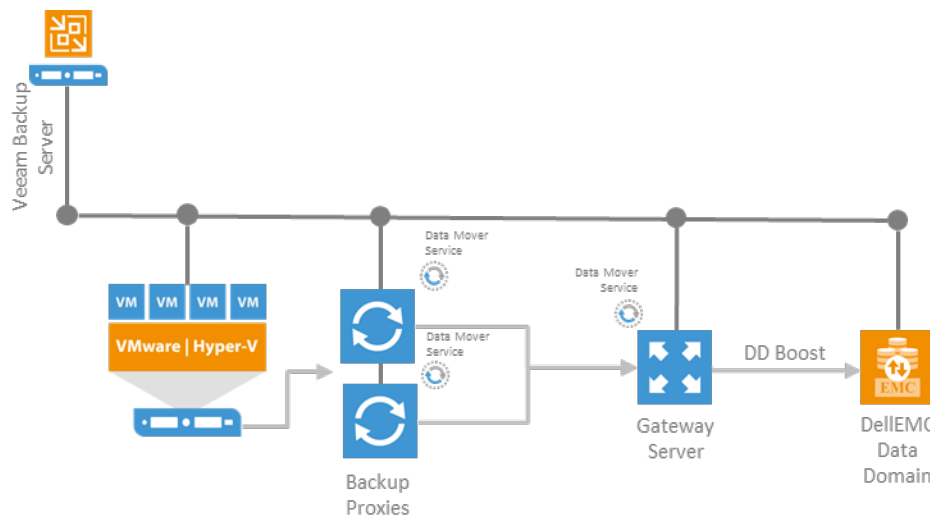 Veeam Backup
Server
Data Mover
Service
Data Mover
Service
VM VM VM VM
VMware | Hyper-V
Data Mover
Service
DD Boost
EMC
Gateway
Server
DellEMC
Data
Domain
Backup
Proxies